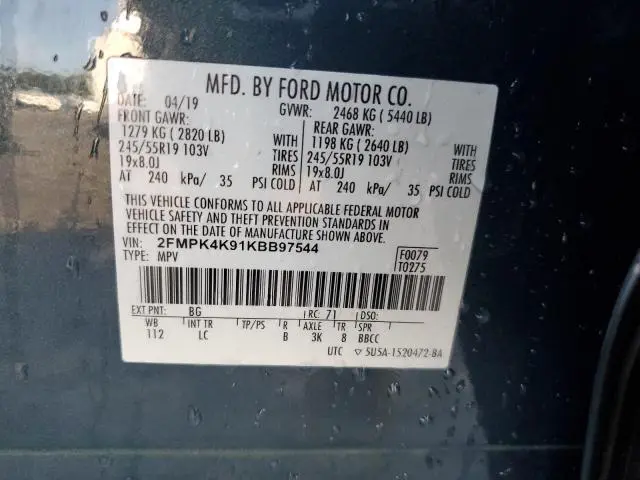 MFD. BY FORD MOTOR CO.
DATE: 04/19 GVWR: 2468 KG ( 5440 LB)
FRONT GAWR: REAR GAWR:
1279 KG ( 2820 LB) WITH 1198 KG ( 2640 LB) WITH
245/55R19 103V TIRES 245/55R19 103V TIRES
19x8.0J RIMS 19x8.0J RIMS
AT 240 kPa/ 35 PSI COLD AT 240 kPa/ 35 PSI COLD
THIS VEHICLE CONFORMS TO ALL APPLICABLE FEDERAL MOTOR
VEHICLE SAFETY AND THEFT PREVENTION STANDARDS IN
EFFECT ON THE DATE OF MANUFACTURE SHOWN ABOVE.
VIN: 2FMPK4K91KBB97544 F0079
TYPE: MPV T0275
EXT PNT: BG RC: 71 DSO:
WB INT TR TP/PS R AXLE TR SPR
112 LC B 3K 8 BBCC
UTC ▽ 5U5A-1520472-BA